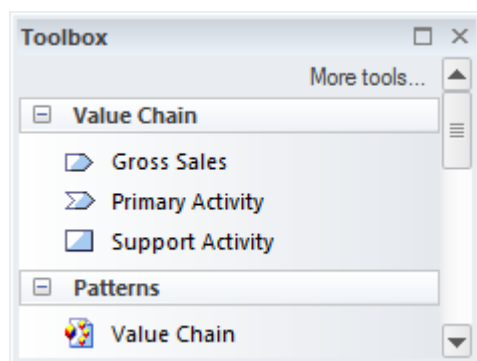 Toolbox
More tools...
Value Chain
Gross Sales
Primary Activity
Support Activity
Patterns
Value Chain